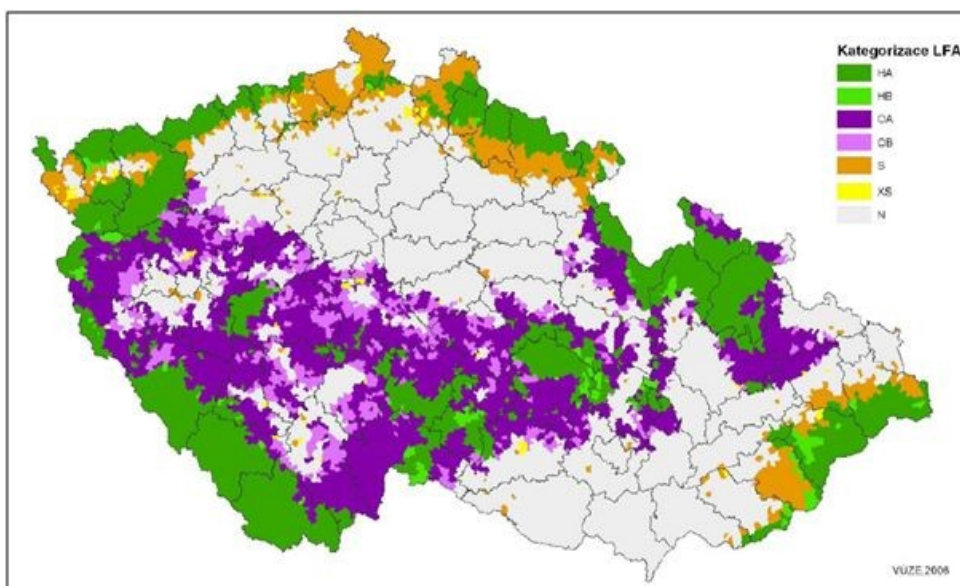 Kategorizace LFA
HA
HB
OA
OB
S
XS
N
VÚZE,2006